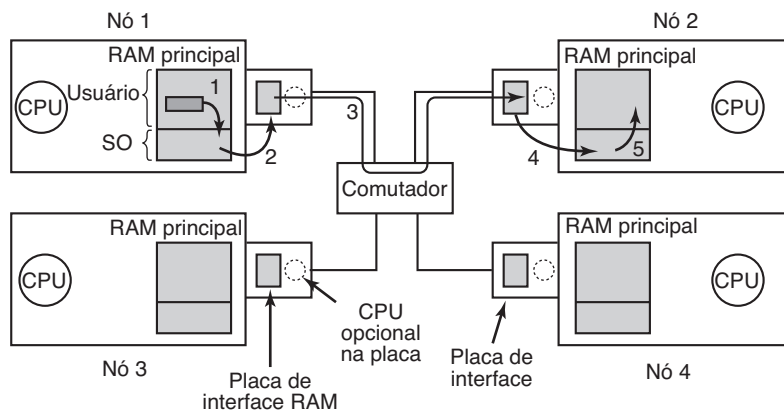 Nó 1
Nó 2
RAM principal
RAM principal
CPU
Usuário
1
SO
2
3
4
5
CPU
Comutador
RAM principal
RAM principal
CPU
CPU
CPU
opcional
na placa
Placa de
interface
Nó 3
Placa de
interface RAM
Nó 4